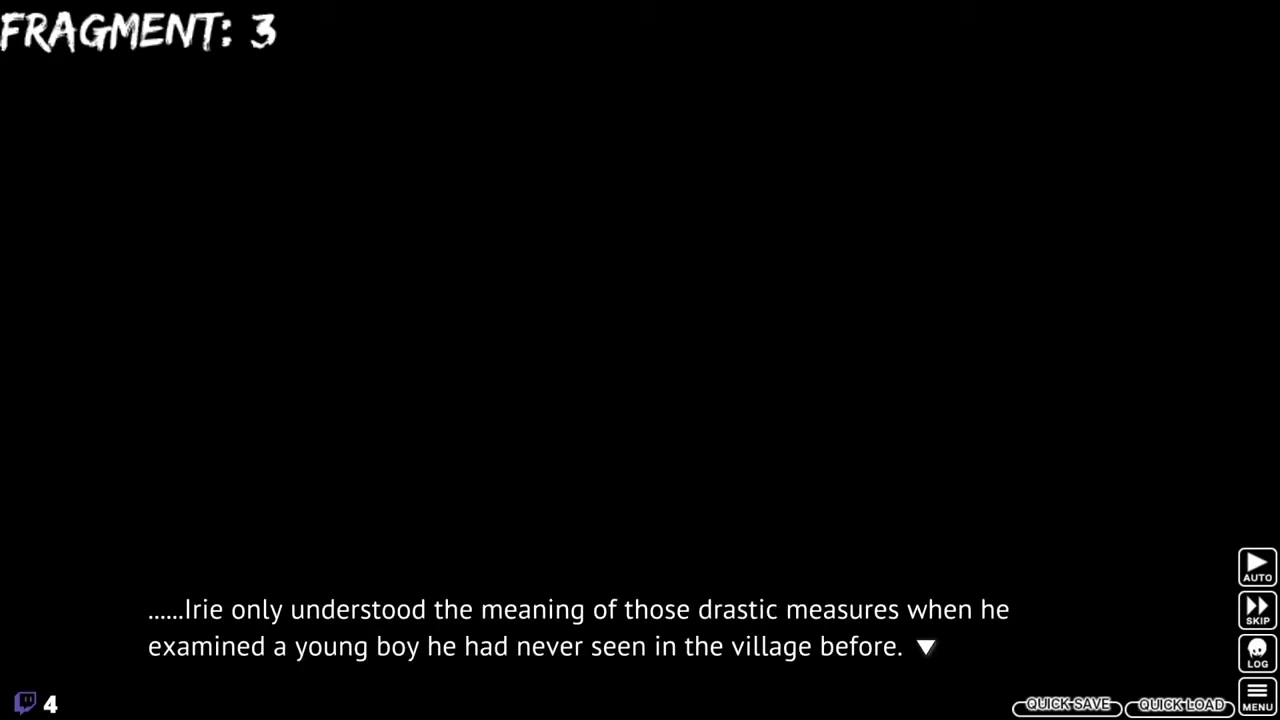 FRAGMENT: 3
......Irie only understood the meaning of those drastic measures when he
examined a young boy he had never seen in the village before.
AUTO
SKIP
LOG
MENU
QUICK SAVE
QUICK LOAD
4